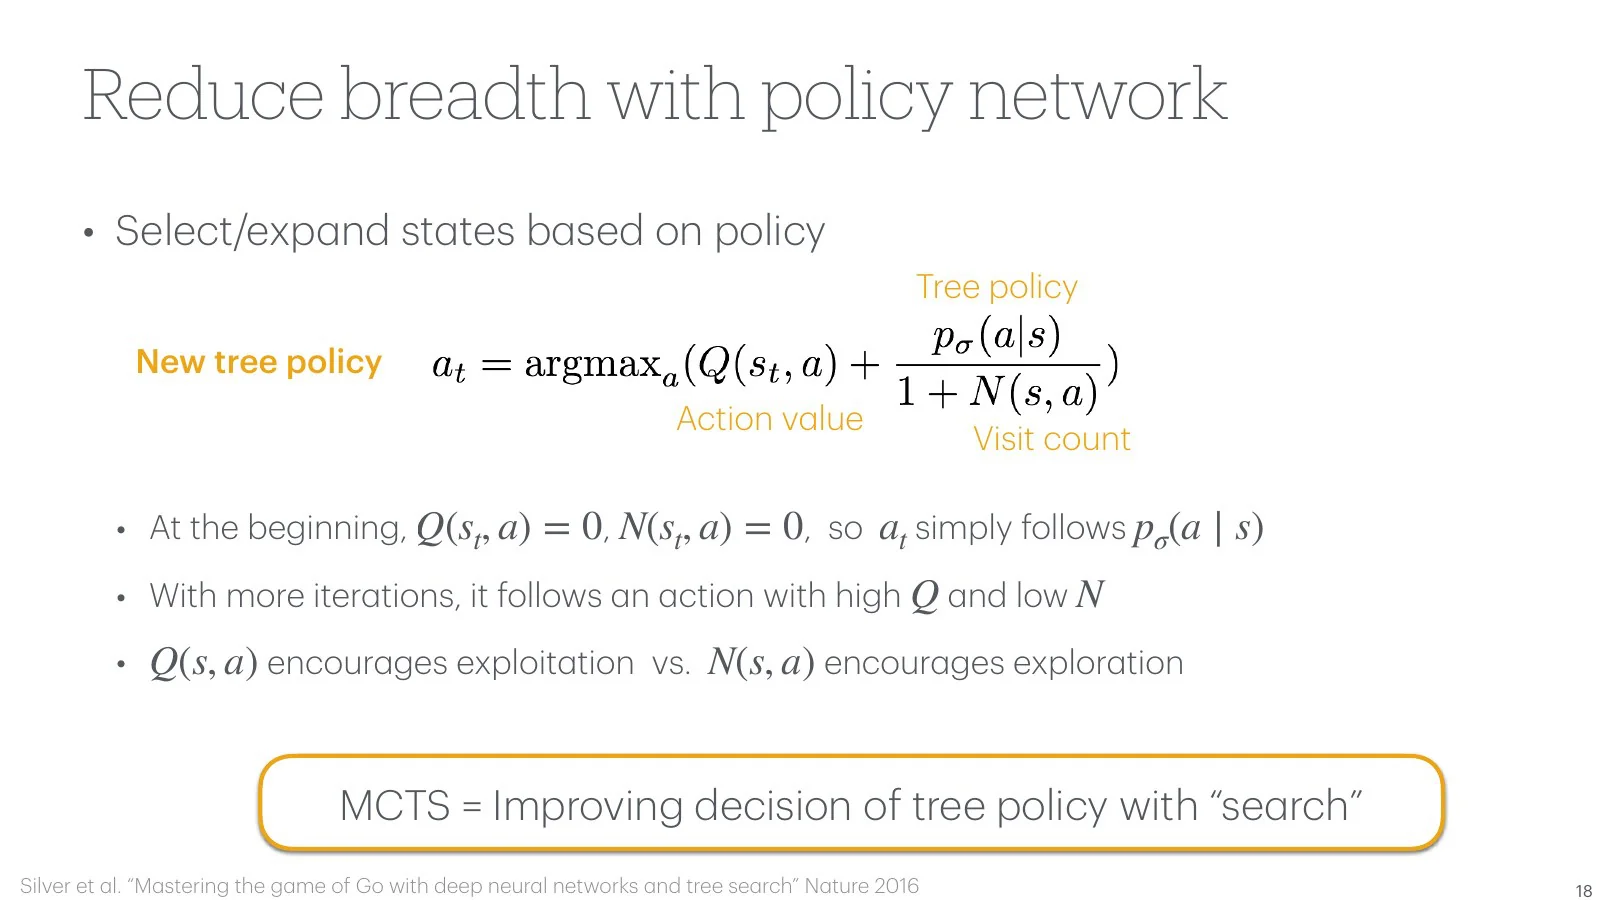 Reduce breadth with policy network
• Select/expand states based on policy
Tree policy
New tree policy a_t = argmax_a(Q(s_t, a) + p_σ(a|s) / (1 + N(s, a)))
Action value
Visit count
• At the beginning, Q(s_t, a) = 0, N(s_t, a) = 0, so a_t simply follows p_σ(a | s)
• With more iterations, it follows an action with high Q and low N
• Q(s, a) encourages exploitation vs. N(s, a) encourages exploration
MCTS = Improving decision of tree policy with “search”
Silver et al. “Mastering the game of Go with deep neural networks and tree search” Nature 2016
18